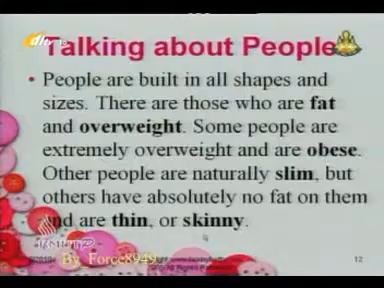 dltv 13
Talking about People
• People are built in all shapes and
sizes. There are those who are fat
and overweight. Some people are
extremely overweight and are obese.
Other people are naturally slim, but
others have absolutely no fat on them
and are thin, or skinny.
By Force8949
12